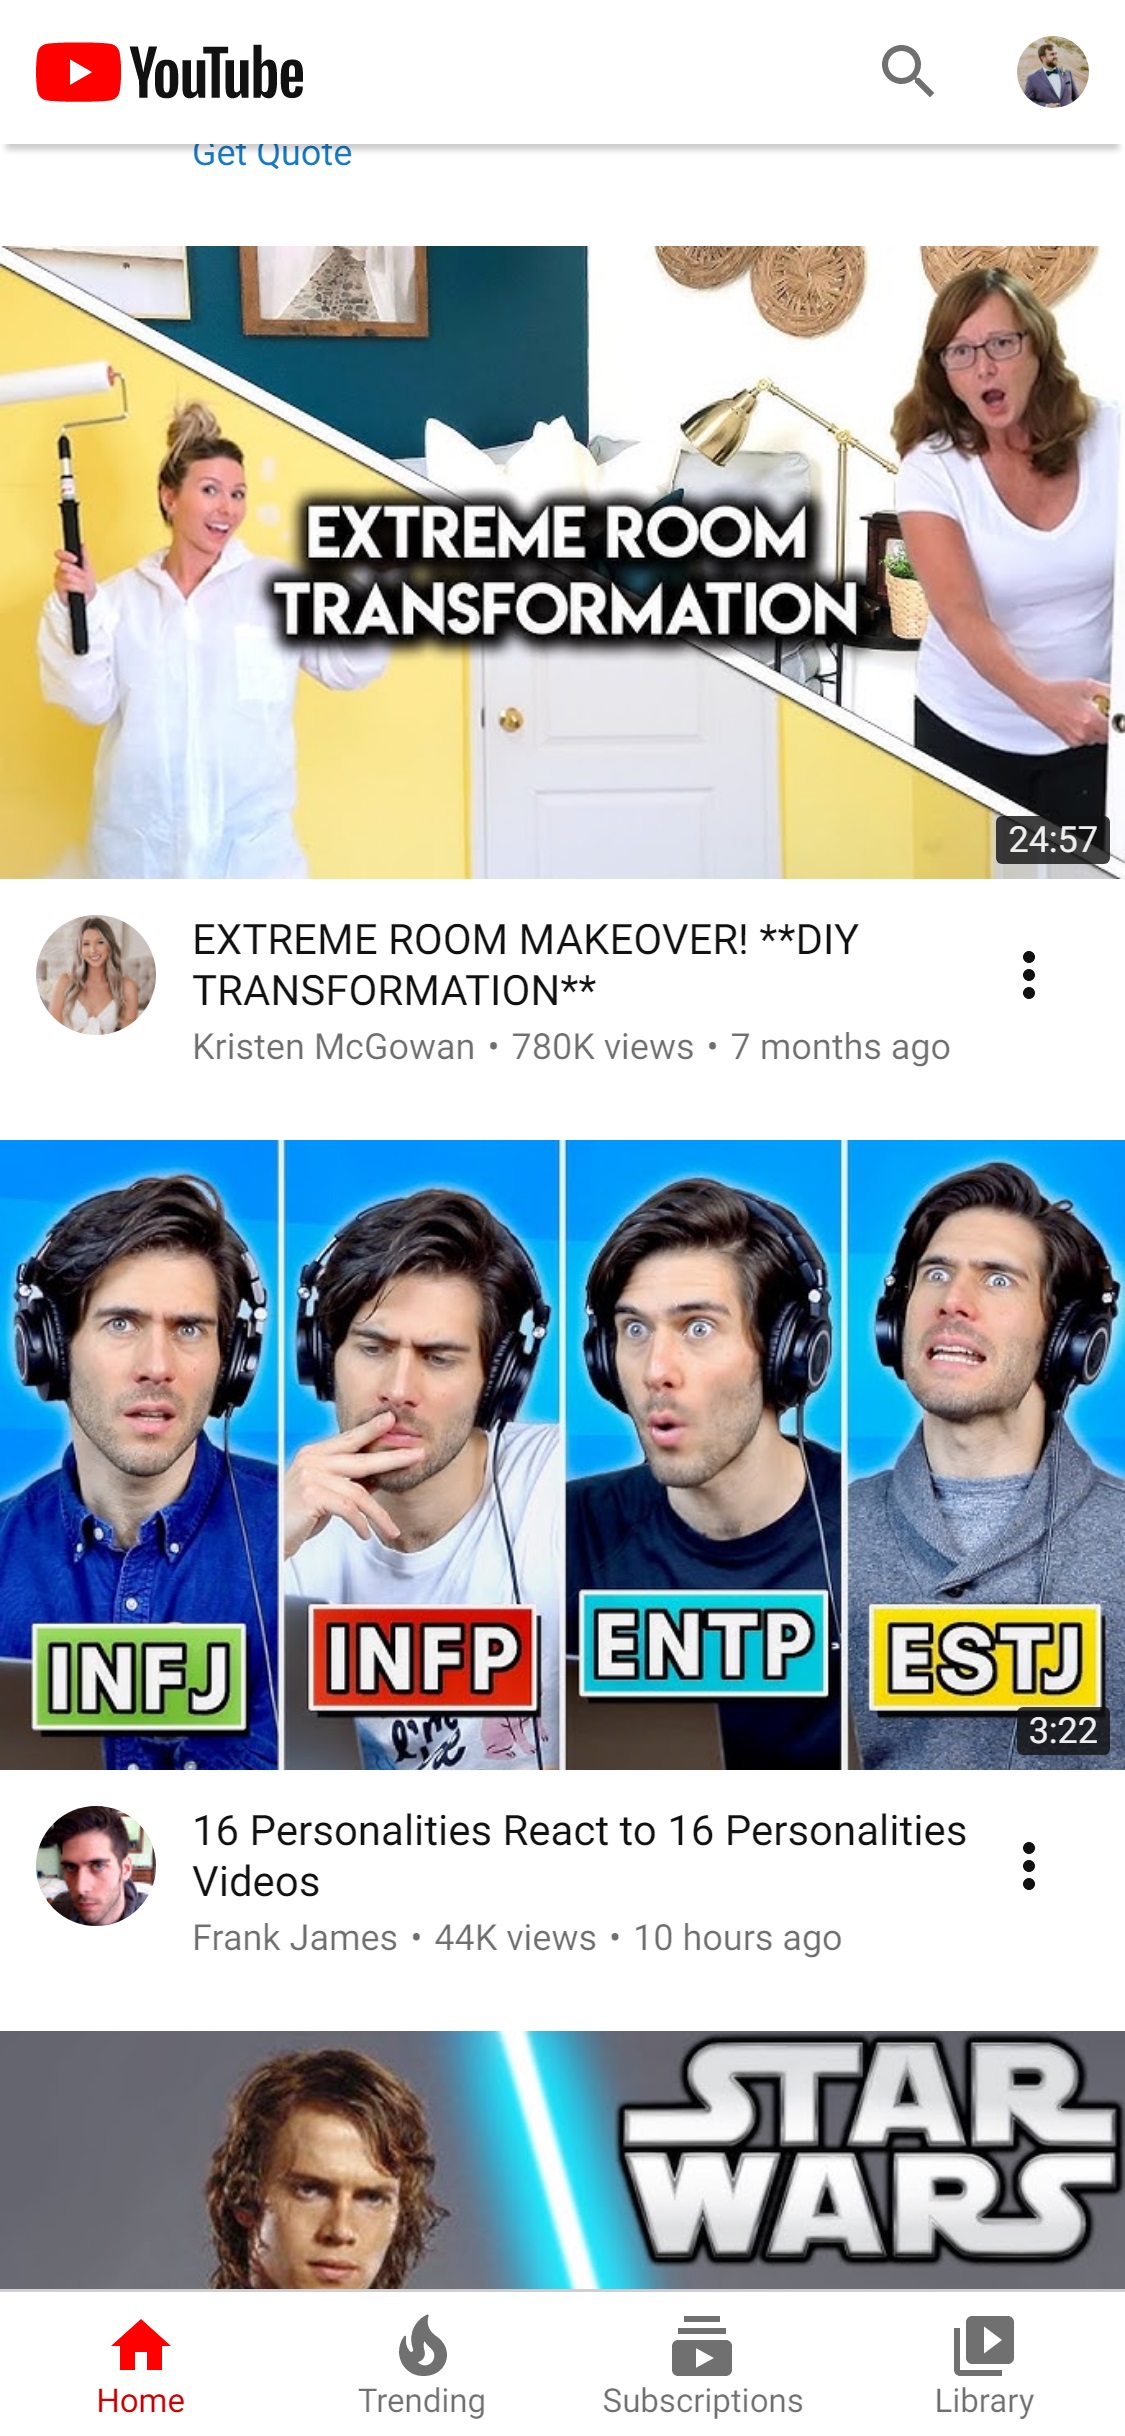 YouTube
Get Quote
EXTREME ROOM
TRANSFORMATION
24:57
EXTREME ROOM MAKEOVER! **DIY
TRANSFORMATION**
Kristen McGowan • 780K views • 7 months ago
INFJ
INFP
ENTP
ESTJ
3:22
16 Personalities React to 16 Personalities
Videos
Frank James • 44K views • 10 hours ago
STAR
WARS
Home
Trending
Subscriptions
Library